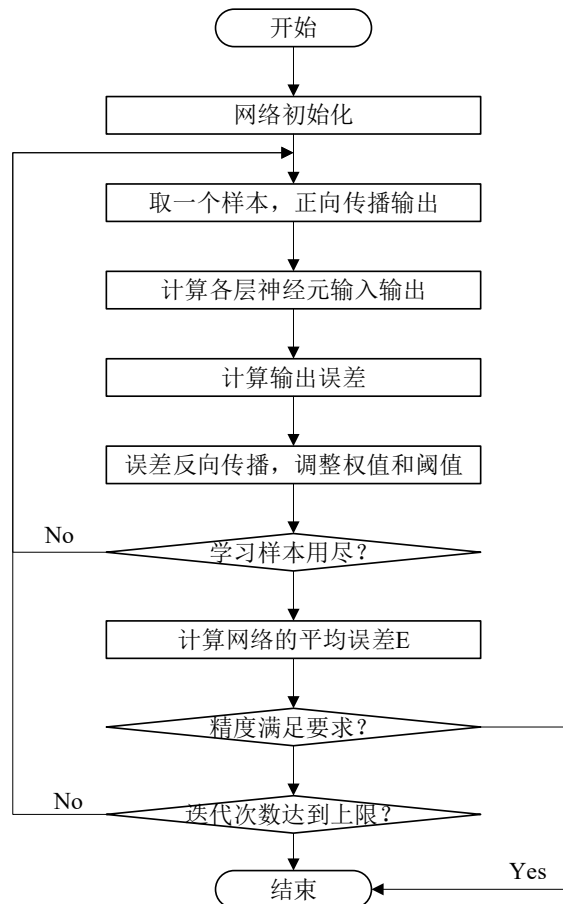 开始
网络初始化
取一个样本，正向传播输出
计算各层神经元输入输出
计算输出误差
误差反向传播，调整权值和阈值
No
学习样本用尽？
计算网络的平均误差E
精度满足要求？
No
迭代次数达到上限？
Yes
结束